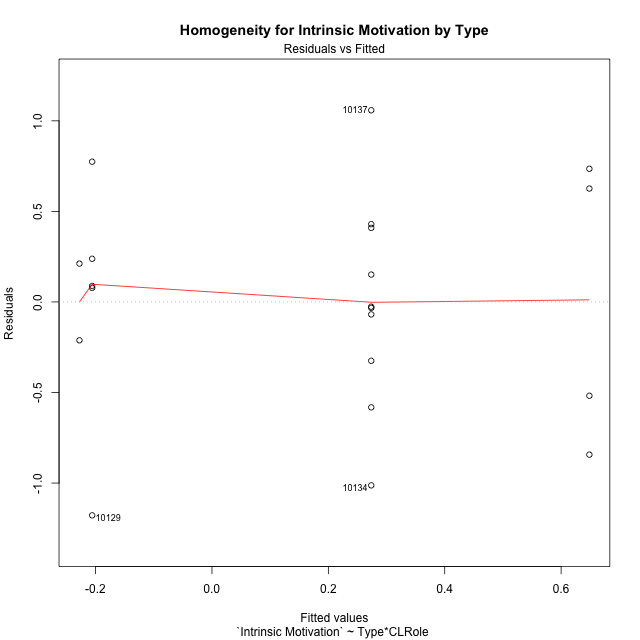 Homogeneity for Intrinsic Motivation by Type
Residuals vs Fitted
1.0
0.5
0.0
-0.5
-1.0
Residuals
10137
10134
10129
-0.2 0.0 0.2 0.4 0.6
Fitted values
`Intrinsic Motivation` ~ Type*CLRole